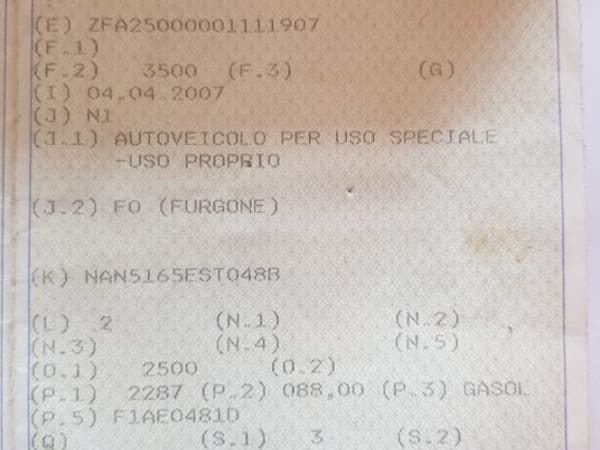 (E) ZFA25000001111907
(F.1)
(F.2) 3500 (F.3) (G)
(I) 04.04.2007
(J) N1
(J.1) AUTOVEICOLO PER USO SPECIALE
-USO PROPRIO
(J.2) FO (FURGONE)
(K) NAN5165EST048B
(L) 2 (N.1) (N.2)
(N.3) (N.4) (N.5)
(O.1) 2500 (O.2)
(P.1) 2287 (P.2) 088,00 (P.3) GASOL
(P.5) F1AE0481D
(Q) (S.1) 3 (S.2)